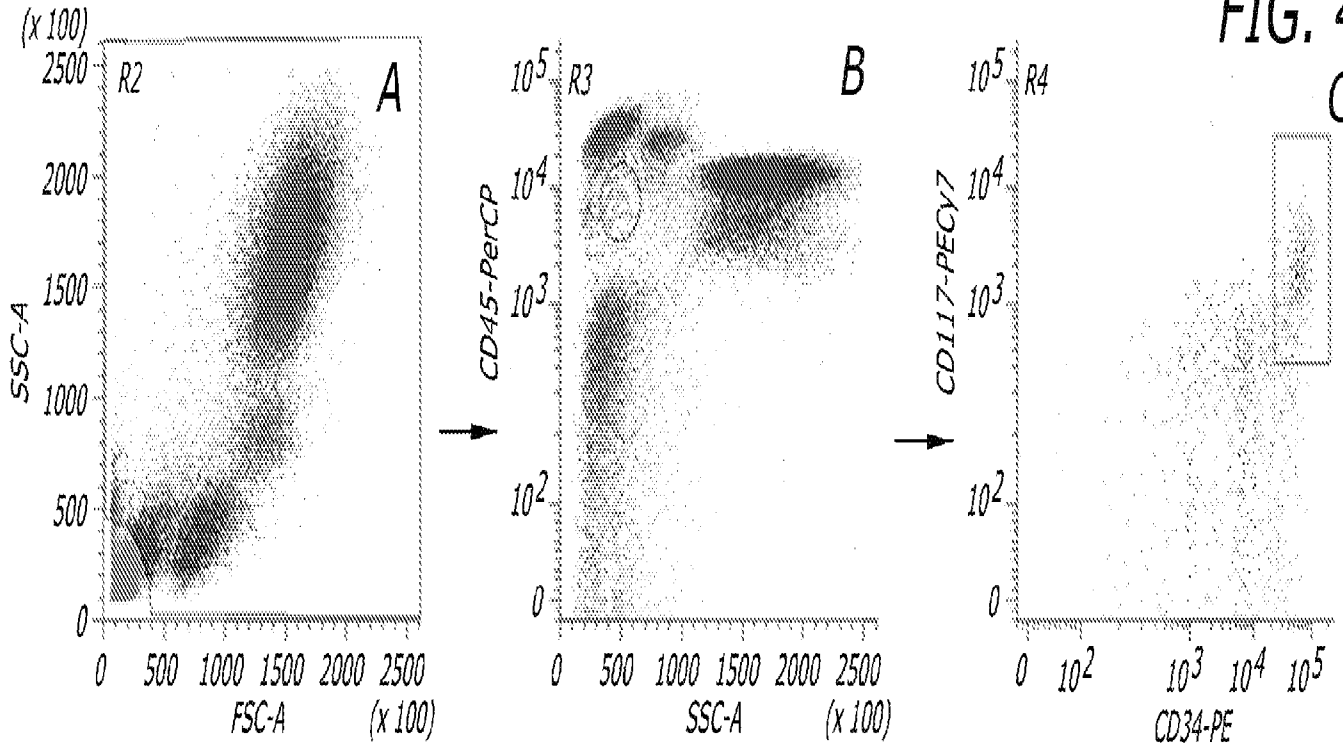 FIG. 4
(x 100)
2500
2000
1500
1000
500
0
SSC-A
R2
A
0 500 1000 1500 2000 2500
FSC-A (x 100)
10^5
10^4
10^3
10^2
0
CD45-PerCP
R3
B
0 500 1000 1500 2000 2500
SSC-A (x 100)
10^5
10^4
10^3
10^2
0
CD117-PECy7
R4
0 10^2 10^3 10^4 10^5
CD34-PE